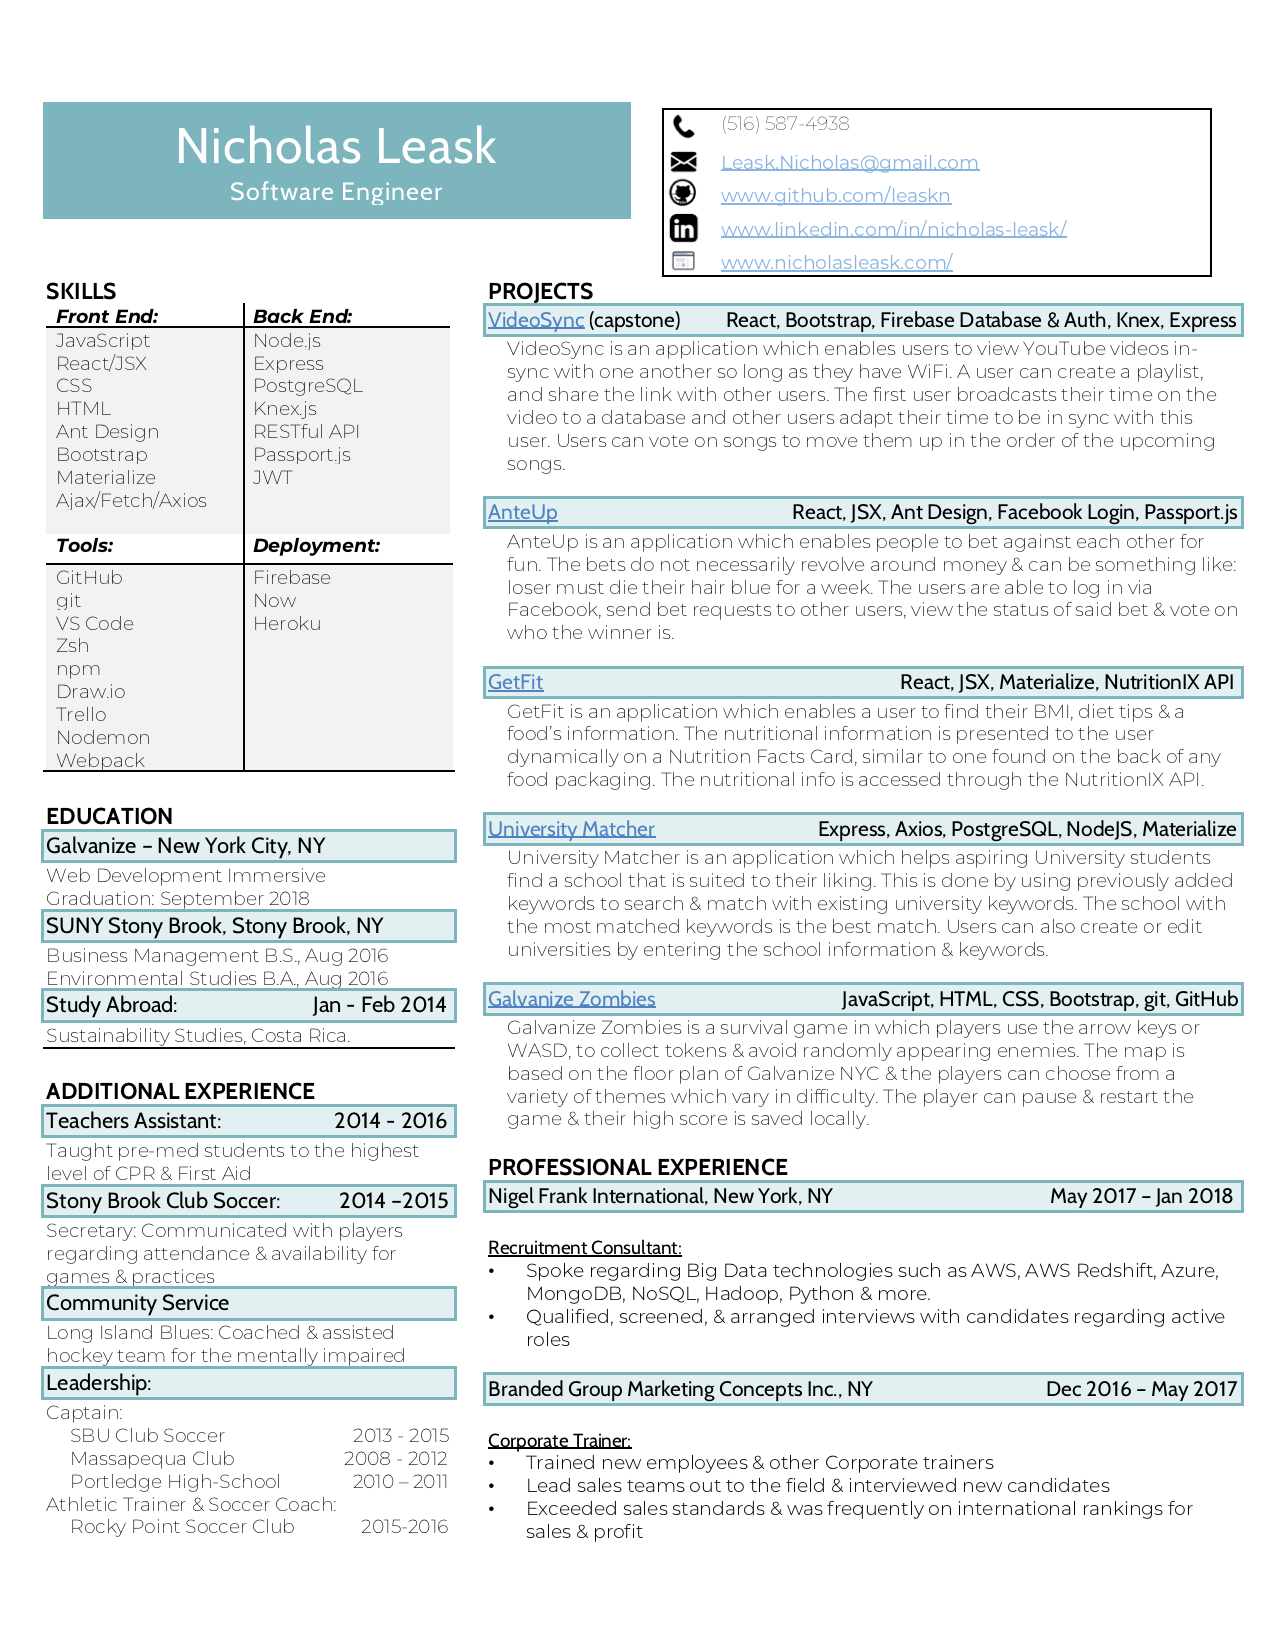 Nicholas Leask
Software Engineer
(516) 587-4938
Leask.Nicholas@gmail.com
www.github.com/leaskn
www.linkedin.com/in/nicholas-leask/
www.nicholasleask.com/
SKILLS
Front End: Back End:
JavaScript Node.js
React/JSX Express
CSS PostgreSQL
HTML Knex.js
Ant Design RESTful API
Bootstrap Passport.js
Materialize JWT
Ajax/Fetch/Axios
Tools: Deployment:
GitHub Firebase
git Now
VS Code Heroku
Zsh
npm
Draw.io
Trello
Nodemon
Webpack
EDUCATION
Galvanize – New York City, NY
Web Development Immersive
Graduation: September 2018
SUNY Stony Brook, Stony Brook, NY
Business Management B.S., Aug 2016
Environmental Studies B.A., Aug 2016
Study Abroad: Jan - Feb 2014
Sustainability Studies, Costa Rica.
ADDITIONAL EXPERIENCE
Teachers Assistant: 2014 - 2016
Taught pre-med students to the highest
level of CPR & First Aid
Stony Brook Club Soccer: 2014 –2015
Secretary: Communicated with players
regarding attendance & availability for
games & practices
Community Service
Long Island Blues: Coached & assisted
hockey team for the mentally impaired
Leadership:
Captain:
SBU Club Soccer 2013 - 2015
Massapequa Club 2008 - 2012
Portledge High-School 2010 – 2011
Athletic Trainer & Soccer Coach:
Rocky Point Soccer Club 2015-2016
PROJECTS
VideoSync (capstone) React, Bootstrap, Firebase Database & Auth, Knex, Express
VideoSync is an application which enables users to view YouTube videos in-
sync with one another so long as they have WiFi. A user can create a playlist,
and share the link with other users. The first user broadcasts their time on the
video to a database and other users adapt their time to be in sync with this
user. Users can vote on songs to move them up in the order of the upcoming
songs.
AnteUp React, JSX, Ant Design, Facebook Login, Passport.js
AnteUp is an application which enables people to bet against each other for
fun. The bets do not necessarily revolve around money & can be something like:
loser must die their hair blue for a week. The users are able to log in via
Facebook, send bet requests to other users, view the status of said bet & vote on
who the winner is.
GetFit React, JSX, Materialize, NutritionIX API
GetFit is an application which enables a user to find their BMI, diet tips & a
food's information. The nutritional information is presented to the user
dynamically on a Nutrition Facts Card, similar to one found on the back of any
food packaging. The nutritional info is accessed through the NutritionIX API.
University Matcher Express, Axios, PostgreSQL, NodeJS, Materialize
University Matcher is an application which helps aspiring University students
find a school that is suited to their liking. This is done by using previously added
keywords to search & match with existing university keywords. The school with
the most matched keywords is the best match. Users can also create or edit
universities by entering the school information & keywords.
Galvanize Zombies JavaScript, HTML, CSS, Bootstrap, git, GitHub
Galvanize Zombies is a survival game in which players use the arrow keys or
WASD, to collect tokens & avoid randomly appearing enemies. The map is
based on the floor plan of Galvanize NYC & the players can choose from a
variety of themes which vary in difficulty. The player can pause & restart the
game & their high score is saved locally.
PROFESSIONAL EXPERIENCE
Nigel Frank International, New York, NY May 2017 – Jan 2018
Recruitment Consultant:
• Spoke regarding Big Data technologies such as AWS, AWS Redshift, Azure,
MongoDB, NoSQL, Hadoop, Python & more.
• Qualified, screened, & arranged interviews with candidates regarding active
roles
Branded Group Marketing Concepts Inc., NY Dec 2016 – May 2017
Corporate Trainer:
• Trained new employees & other Corporate trainers
• Lead sales teams out to the field & interviewed new candidates
• Exceeded sales standards & was frequently on international rankings for
sales & profit